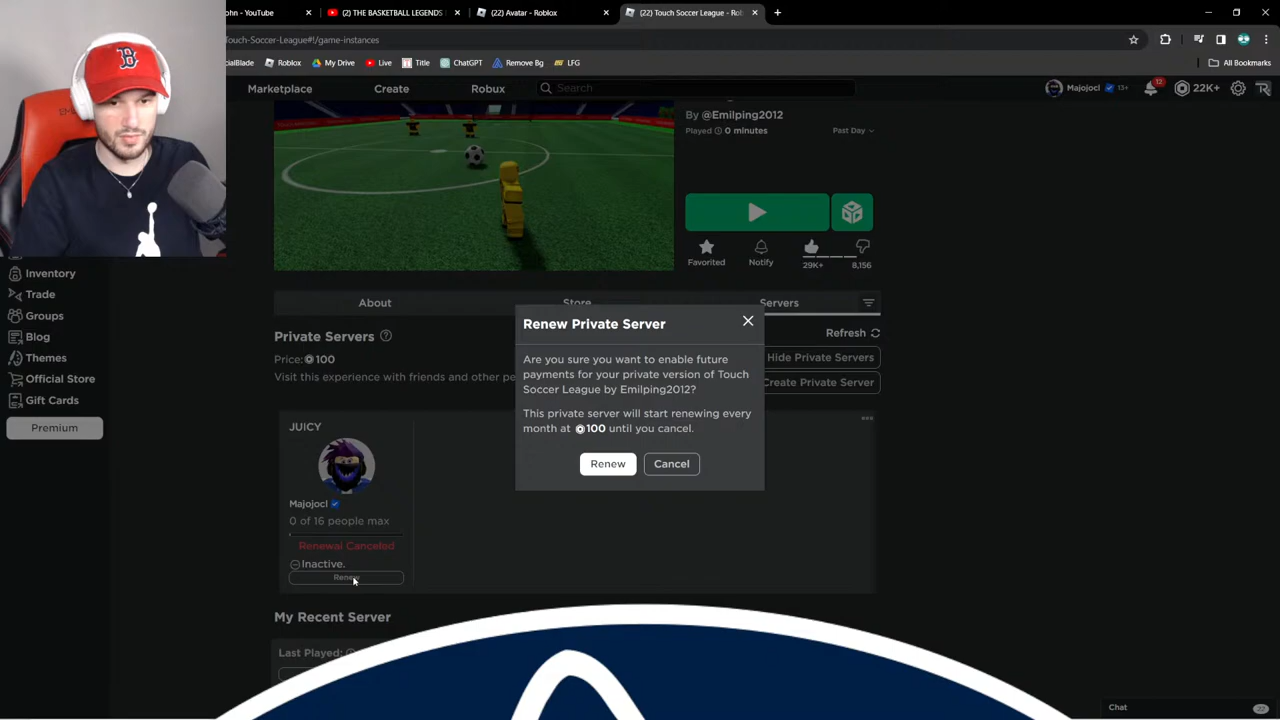 ohn - YouTube
(2) THE BASKETBALL LEGENDS
(22) Avatar - Roblox
(22) Touch Soccer League - Rob
Touch-Soccer-League#!/game-instances
cialBlade
Roblox
My Drive
Live
Title
ChatGPT
Remove Bg
LFG
All Bookmarks
Marketplace
Create
Robux
Search
Majojocl
13+
12
22K+
By @Emilping2012
Played 0 minutes
Past Day
Favorited
Notify
29K+
8,156
Inventory
Trade
Groups
Blog
Themes
Official Store
Gift Cards
Premium
About
Store
Servers
Private Servers
Refresh
Price: 100
Hide Private Servers
Visit this experience with friends and other pe
Create Private Server
Renew Private Server
Are you sure you want to enable future
payments for your private version of Touch
Soccer League by Emilping2012?
This private server will start renewing every
month at 100 until you cancel.
Renew
Cancel
JUICY
Majojocl
0 of 16 people max
Renewal Canceled
Inactive.
Renew
My Recent Server
Last Played:
Chat
B